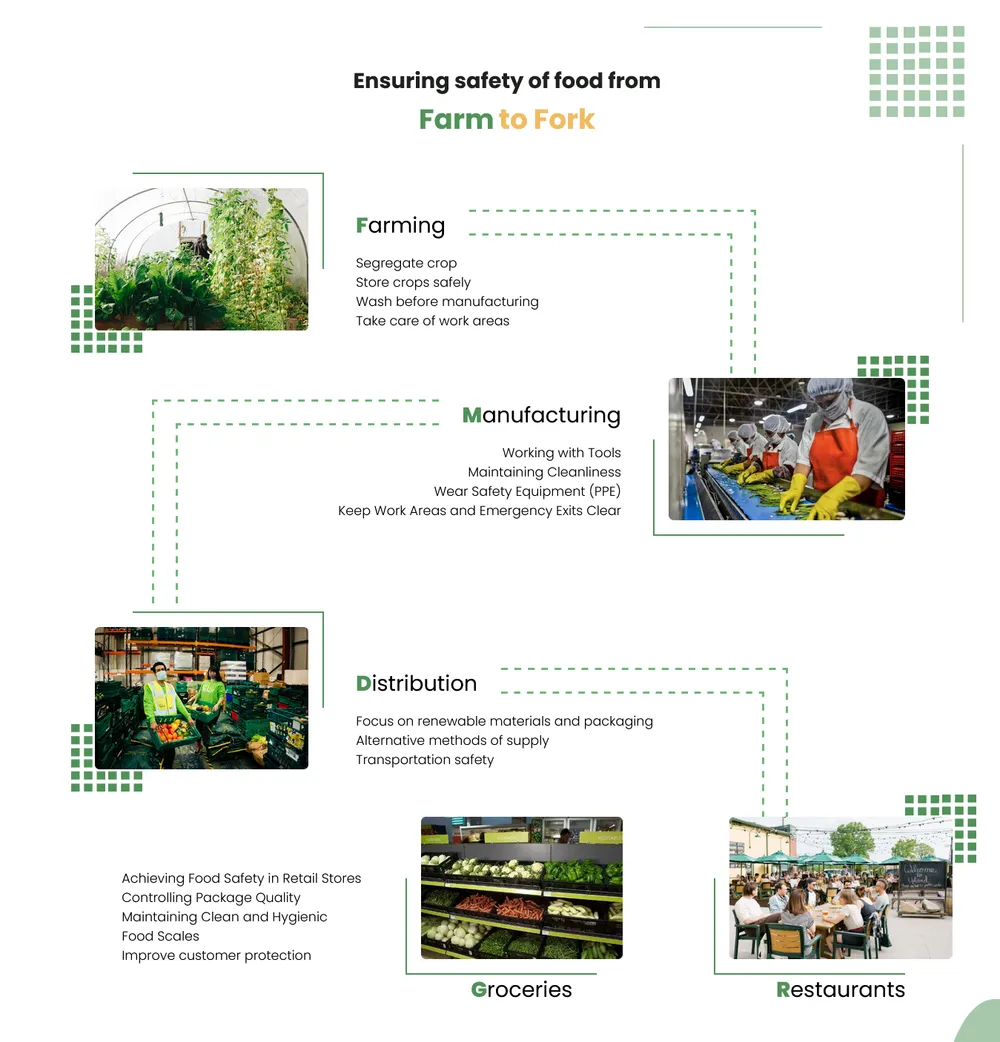 Ensuring safety of food from
Farm to Fork
Farming
Segregate crop
Store crops safely
Wash before manufacturing
Take care of work areas
Manufacturing
Working with Tools
Maintaining Cleanliness
Wear Safety Equipment (PPE)
Keep Work Areas and Emergency Exits Clear
Distribution
Focus on renewable materials and packaging
Alternative methods of supply
Transportation safety
Achieving Food Safety in Retail Stores
Controlling Package Quality
Maintaining Clean and Hygienic
Food Scales
Improve customer protection
Groceries
Welcome
Restaurants